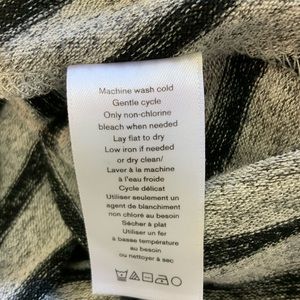 Machine wash cold
Gentle cycle
Only non-chlorine
bleach when needed
Lay flat to dry
Low iron if needed
or dry clean/
Laver à la machine
à l'eau froide
Cycle délicat
Utiliser seulement un
agent de blanchiment
non chloré au besoin
Sécher à plat
Utiliser un fer
à basse température
au besoin
ou nettoyer à sec